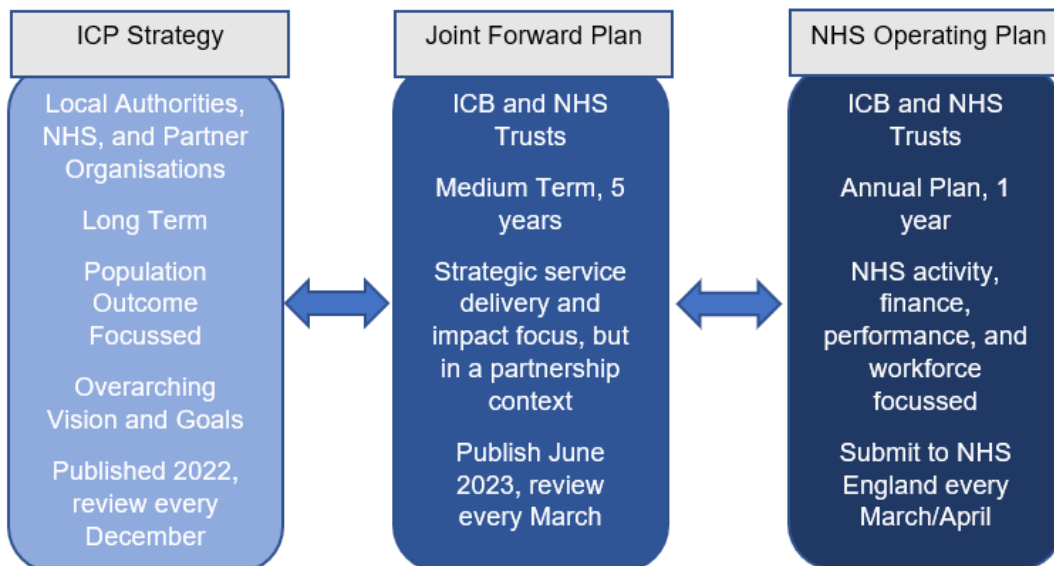 ICP Strategy
Local Authorities,
NHS, and Partner
Organisations
Long Term
Population
Outcome
Focussed
Overarching
Vision and Goals
Published 2022,
review every
December
Joint Forward Plan
ICB and NHS
Trusts
Medium Term, 5
years
Strategic service
delivery and
impact focus, but
in a partnership
context
Publish June
2023, review
every March
NHS Operating Plan
ICB and NHS
Trusts
Annual Plan, 1
year
NHS activity,
finance,
performance, and
workforce
focussed
Submit to NHS
England every
March/April